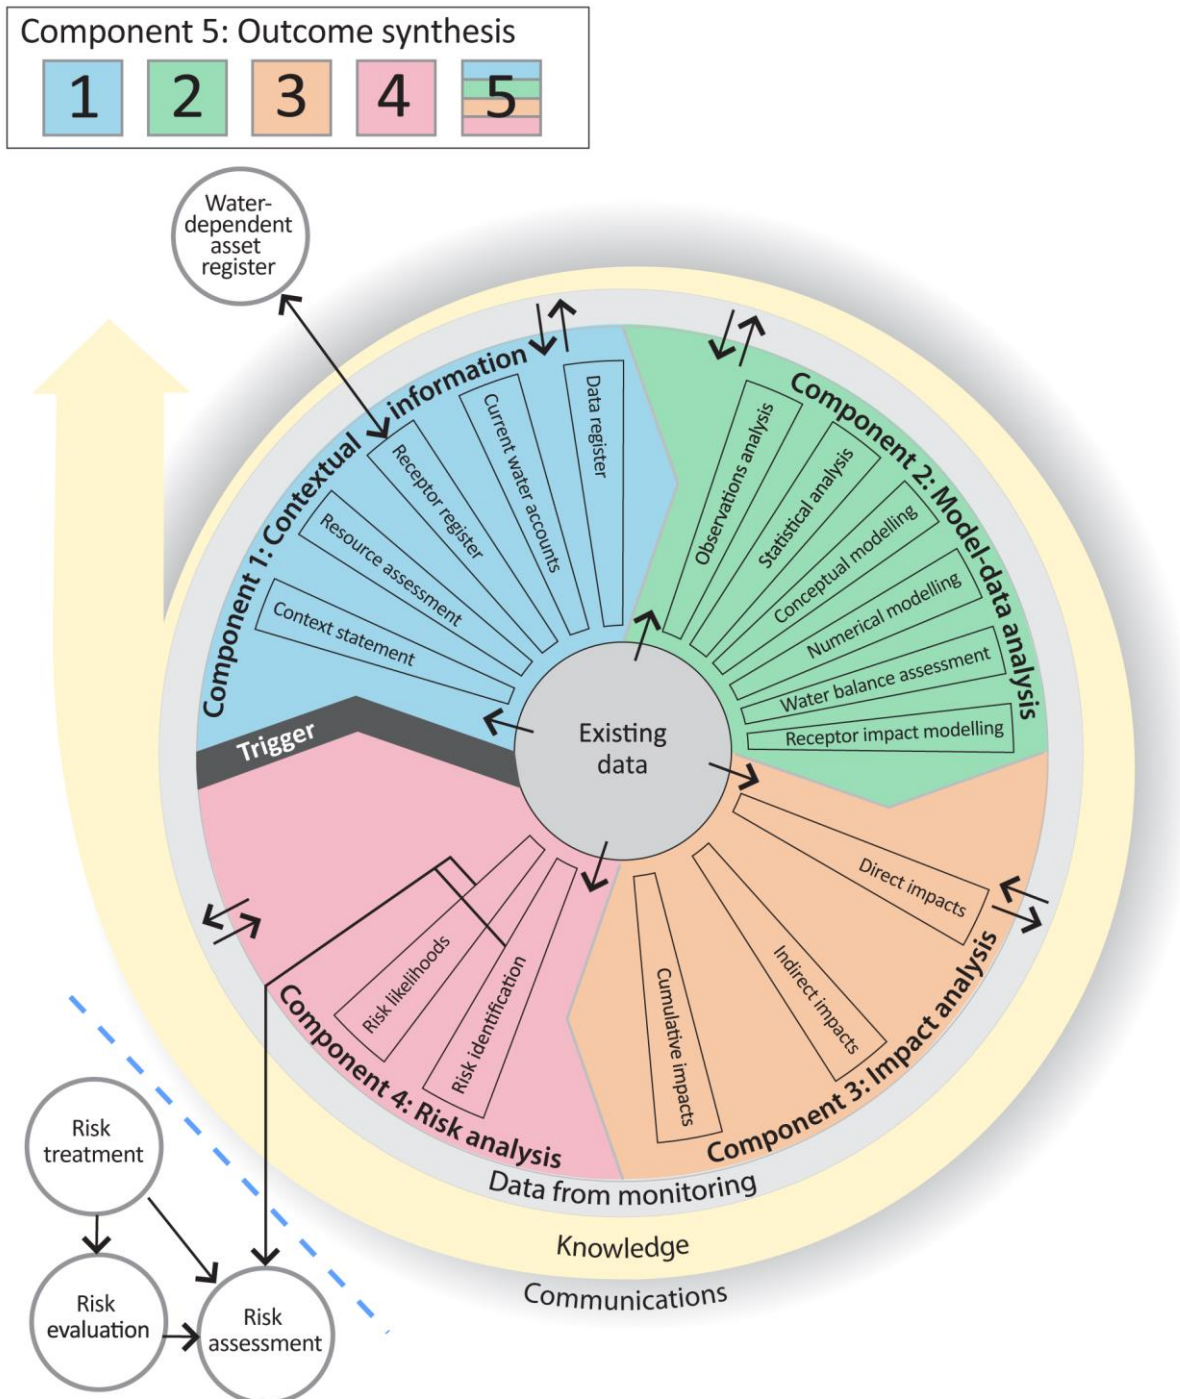 Component 5: Outcome synthesis
1
2
3
4
5
Water-
dependent
asset
register
Component 1: Contextual information
Context statement
Resource assessment
Receptor register
Current water accounts
Data register
Component 2: Model-data analysis
Observations analysis
Statistical analysis
Conceptual modelling
Numerical modelling
Water balance assessment
Receptor impact modelling
Trigger
Existing
data
Component 3: Impact analysis
Direct impacts
Indirect impacts
Cumulative impacts
Component 4: Risk analysis
Risk identification
Risk likelihoods
Data from monitoring
Knowledge
Communications
Risk
treatment
Risk
evaluation
Risk
assessment